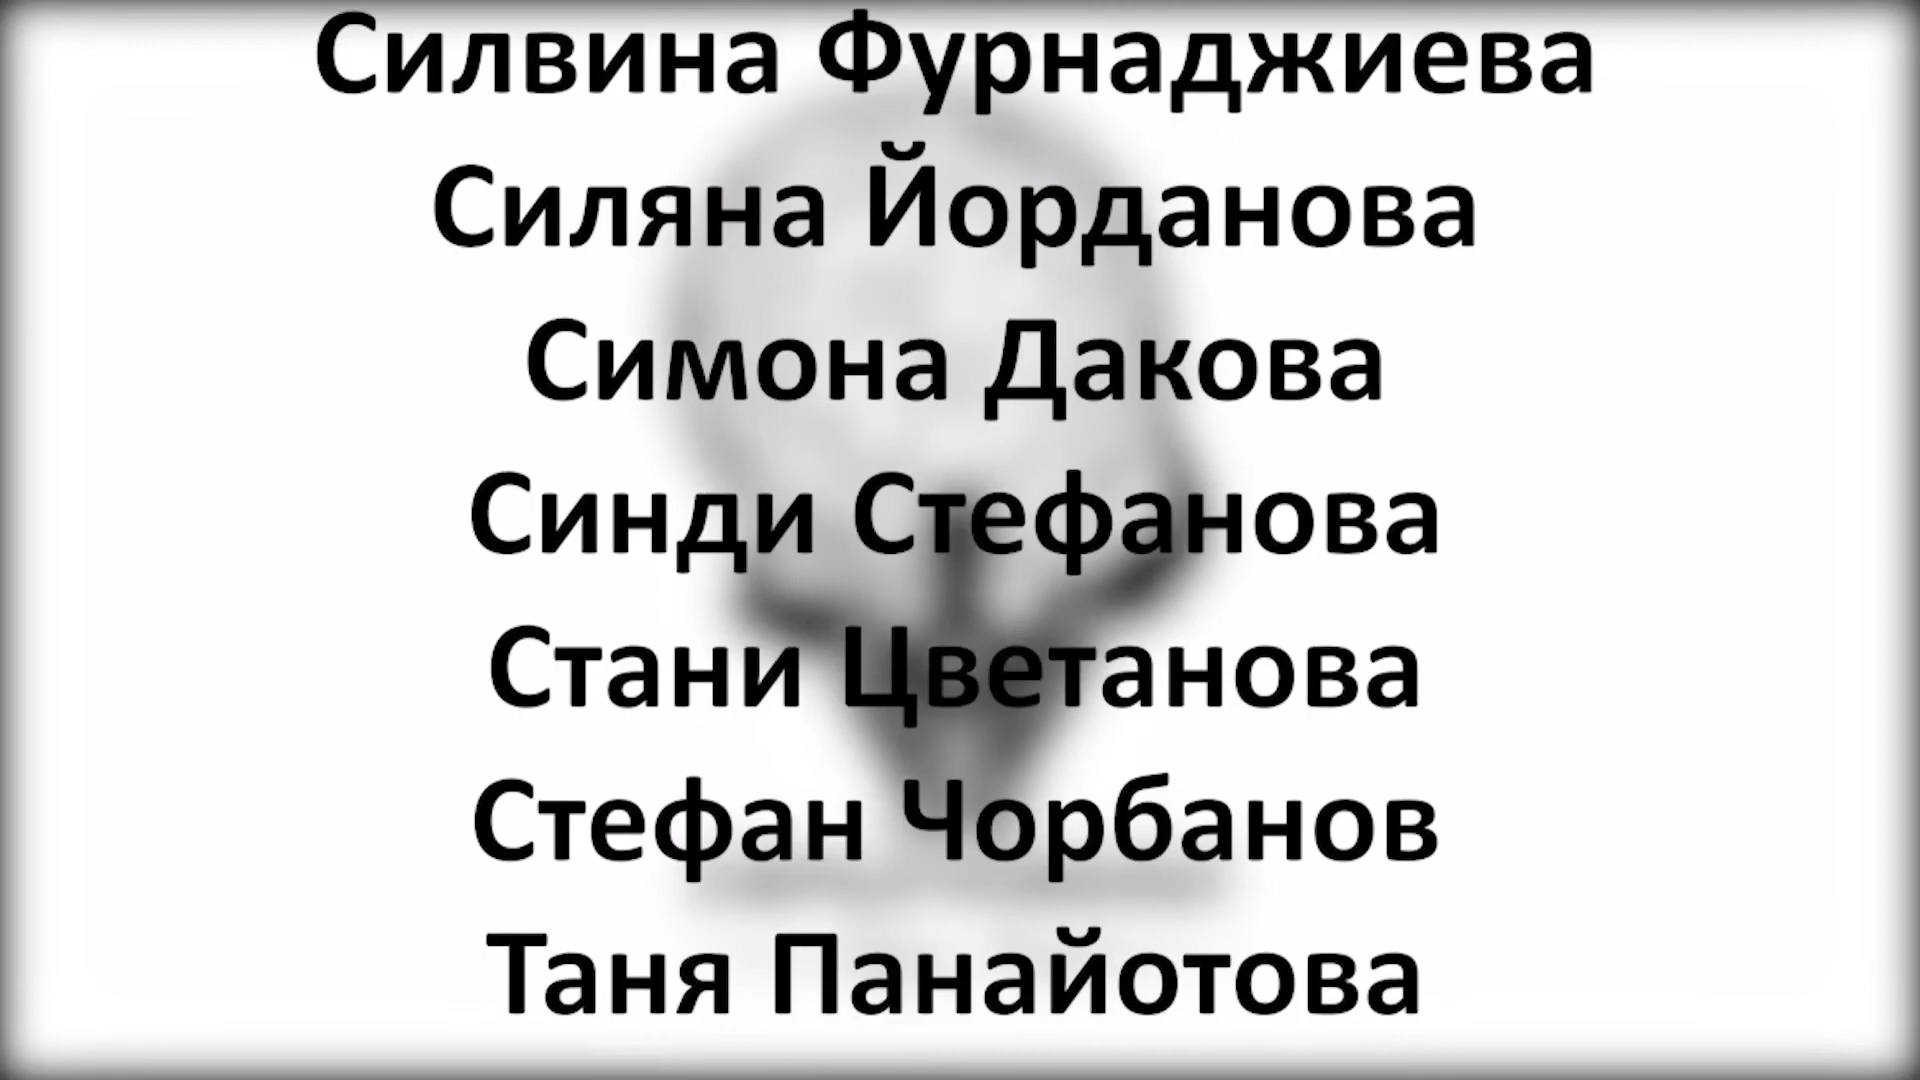 Силвина Фурнаджиева
Силяна Йорданова
Симона Дакова
Синди Стефанова
Стани Цветанова
Стефан Чорбанов
Таня Панайотова